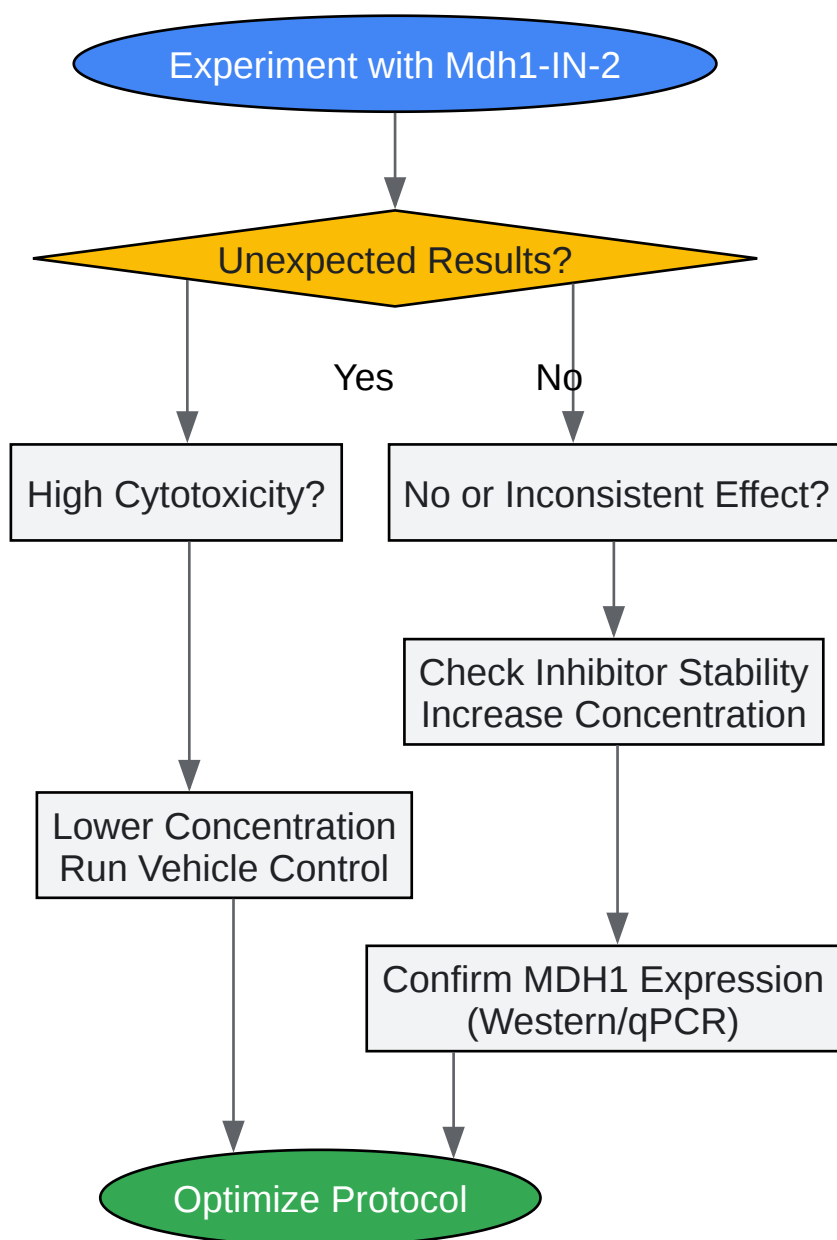 Experiment with Mdh1-IN-2
Unexpected Results?
Yes
No
High Cytotoxicity?
No or Inconsistent Effect?
Check Inhibitor Stability
Increase Concentration
Lower Concentration
Run Vehicle Control
Confirm MDH1 Expression
(Western/qPCR)
Optimize Protocol